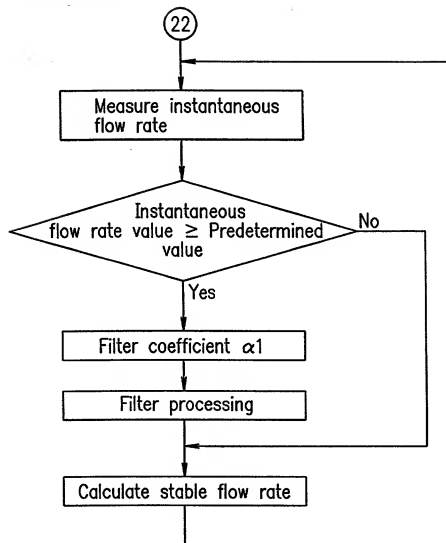 22
Measure instantaneous
flow rate
Instantaneous
flow rate value ≥ Predetermined
value
No
Yes
Filter coefficient α1
Filter processing
Calculate stable flow rate